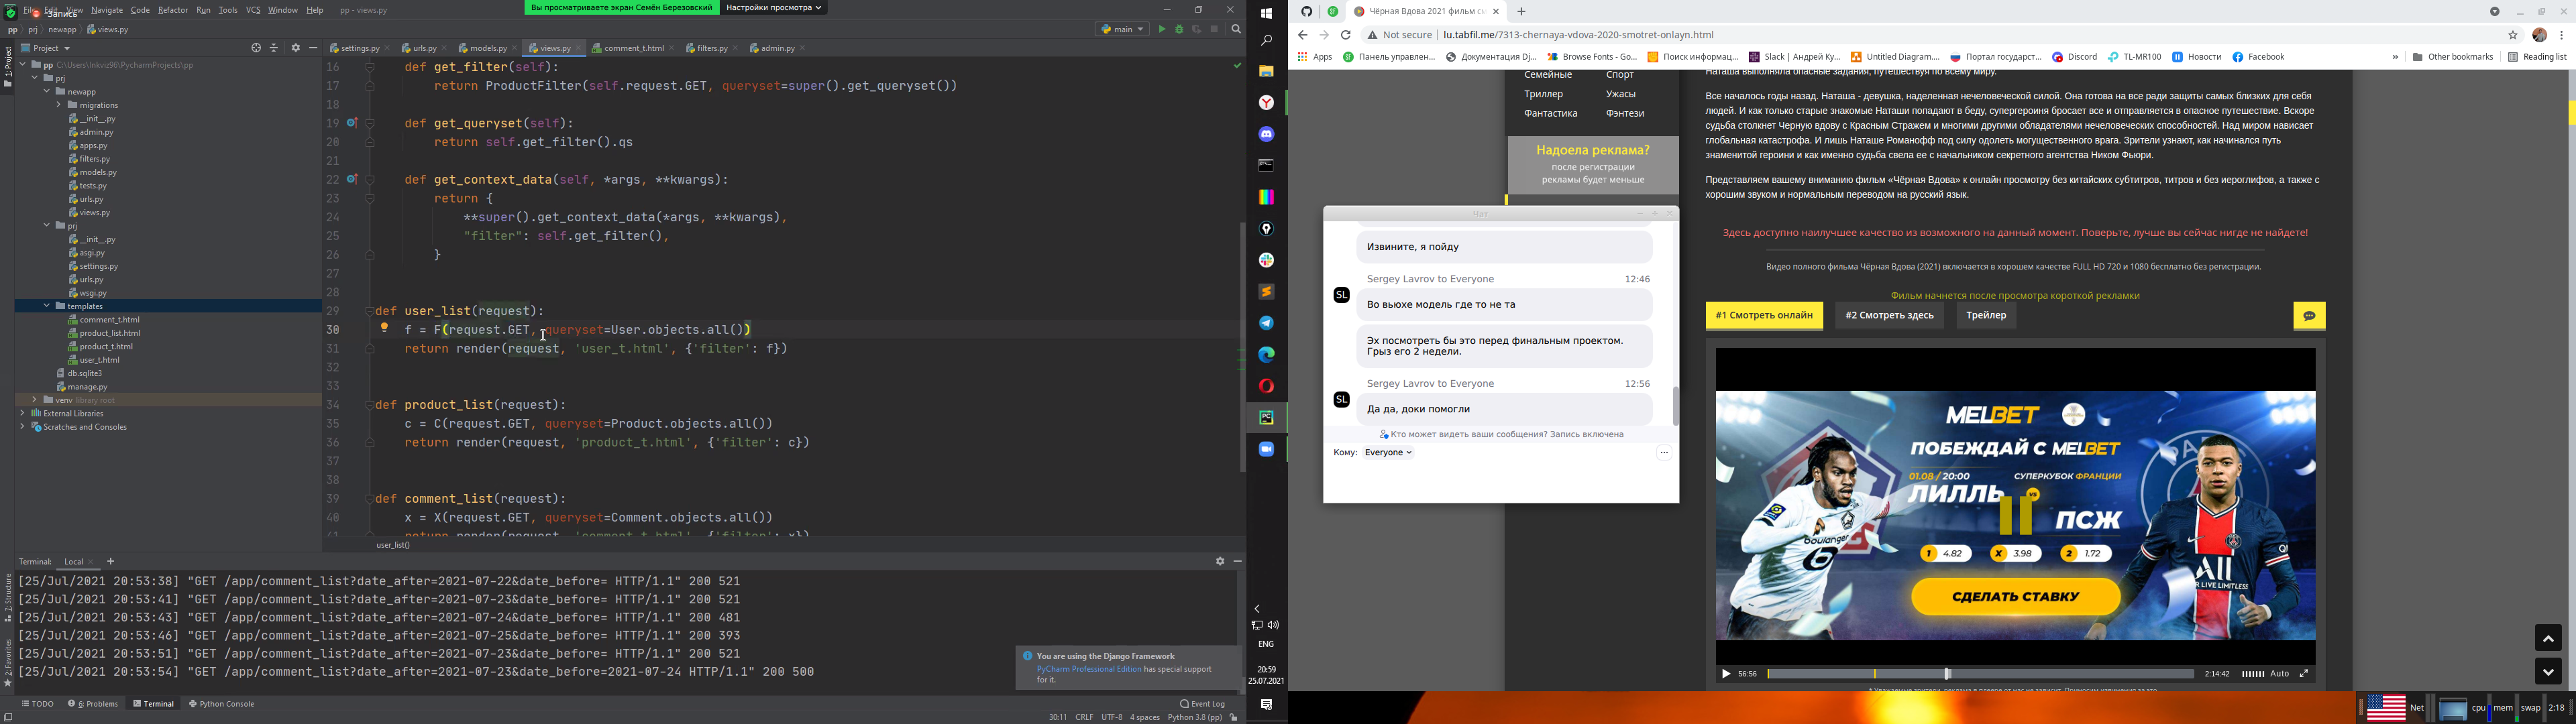 File Edit View Navigate Code Refactor Run Tools VCS Window Help pp - views.py
Запись
Вы просматриваете экран Семён Березовский
Настройки просмотра
pp prj newapp views.py
main
Project
settings.py urls.py models.py views.py comment_t.html filters.py admin.py
pp C:\Users\Inkviz96\PycharmProjects\pp
prj
newapp
migrations
__init__.py
admin.py
apps.py
filters.py
models.py
tests.py
urls.py
views.py
prj
__init__.py
asgi.py
settings.py
urls.py
wsgi.py
templates
comment_t.html
product_list.html
product_t.html
user_t.html
db.sqlite3
manage.py
venv library root
External Libraries
Scratches and Consoles
1: Project
7: Structure
2: Favorites
16 def get_filter(self):
17 return ProductFilter(self.request.GET, queryset=super().get_queryset())
18
19 def get_queryset(self):
20 return self.get_filter().qs
21
22 def get_context_data(self, *args, **kwargs):
23 return {
24 **super().get_context_data(*args, **kwargs),
25 "filter": self.get_filter(),
26 }
27
28
29 def user_list(request):
30 f = F(request.GET, queryset=User.objects.all())
31 return render(request, 'user_t.html', {'filter': f})
32
33
34 def product_list(request):
35 c = C(request.GET, queryset=Product.objects.all())
36 return render(request, 'product_t.html', {'filter': c})
37
38
39 def comment_list(request):
40 x = X(request.GET, queryset=Comment.objects.all())
41 return render(request, 'comment_t.html', {'filter': x})
user_list()
Terminal: Local
[25/Jul/2021 20:53:38] "GET /app/comment_list?date_after=2021-07-22&date_before= HTTP/1.1" 200 521
[25/Jul/2021 20:53:41] "GET /app/comment_list?date_after=2021-07-23&date_before= HTTP/1.1" 200 521
[25/Jul/2021 20:53:43] "GET /app/comment_list?date_after=2021-07-24&date_before= HTTP/1.1" 200 481
[25/Jul/2021 20:53:46] "GET /app/comment_list?date_after=2021-07-25&date_before= HTTP/1.1" 200 393
[25/Jul/2021 20:53:51] "GET /app/comment_list?date_after=2021-07-23&date_before= HTTP/1.1" 200 521
[25/Jul/2021 20:53:54] "GET /app/comment_list?date_after=2021-07-23&date_before=2021-07-24 HTTP/1.1" 200 500
You are using the Django Framework
PyCharm Professional Edition has special support
for it.
TODO 6: Problems Terminal Python Console
Event Log
30:11 CRLF UTF-8 4 spaces Python 3.8 (pp)
ENG
20:59
25.07.2021
Чёрная Вдова 2021 фильм см
Not secure lu.tabfil.me/7313-chernaya-vdova-2020-smotret-onlayn.html
Apps Панель управлен... Документация Dj... Browse Fonts - Go... Поиск информац... Slack | Андрей Ку... Untitled Diagram.... Портал государст... Discord TL-MR100 Новости Facebook » Other bookmarks Reading list
Семейные Спорт
Триллер Ужасы
Фантастика Фэнтези
Надоела реклама?
после регистрации
рекламы будет меньше
Наташа выполняла опасные задания, путешествуя по всему миру.
Все началось годы назад. Наташа - девушка, наделенная нечеловеческой силой. Она готова на все ради защиты самых близких для себя
людей. И как только старые знакомые Наташи попадают в беду, супергероиня бросает все и отправляется в опасное путешествие. Вскоре
судьба столкнет Черную вдову с Красным Стражем и многими другими обладателями нечеловеческих способностей. Над миром нависает
глобальная катастрофа. И лишь Наташе Романофф под силу одолеть могущественного врага. Зрители узнают, как начинался путь
знаменитой героини и как именно судьба свела ее с начальником секретного агентства Ником Фьюри.
Представляем вашему вниманию фильм «Чёрная Вдова» к онлайн просмотру без китайских субтитров, титров и без иероглифов, а также с
хорошим звуком и нормальным переводом на русский язык.
Здесь доступно наилучшее качество из возможного на данный момент. Поверьте, лучше вы сейчас нигде не найдете!
Видео полного фильма Чёрная Вдова (2021) включается в хорошем качестве FULL HD 720 и 1080 бесплатно без регистрации.
Фильм начнется после просмотра короткой рекламки
#1 Смотреть онлайн #2 Смотреть здесь Трейлер
Чат
Извините, я пойду
Sergey Lavrov to Everyone 12:46
SL
Во вьюхе модель где то не та
Эх посмотреть бы это перед финальным проектом.
Грыз его 2 недели.
Sergey Lavrov to Everyone 12:56
SL
Да да, доки помогли
Кто может видеть ваши сообщения? Запись включена
Кому: Everyone
MELBET
ПОБЕЖДАЙ С MELBET
01.08 / 20:00 СУПЕРКУБОК ФРАНЦИИ
ЛИЛЛЬ vs ПСЖ
1 4.82 X 3.98 2 1.72
СДЕЛАТЬ СТАВКУ
boulanger
ALL
LIVE LIMITLESS
56:56 2:14:42 Auto
Net cpu mem swap 2:18